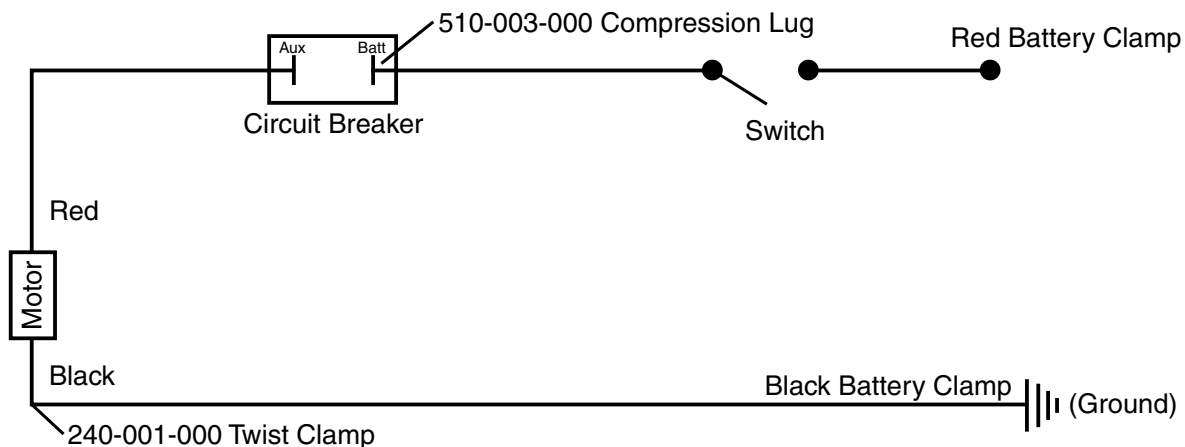 510-003-000 Compression Lug
Red Battery Clamp
Aux
Batt
Circuit Breaker
Switch
Red
Motor
Black
Black Battery Clamp
(Ground)
240-001-000 Twist Clamp